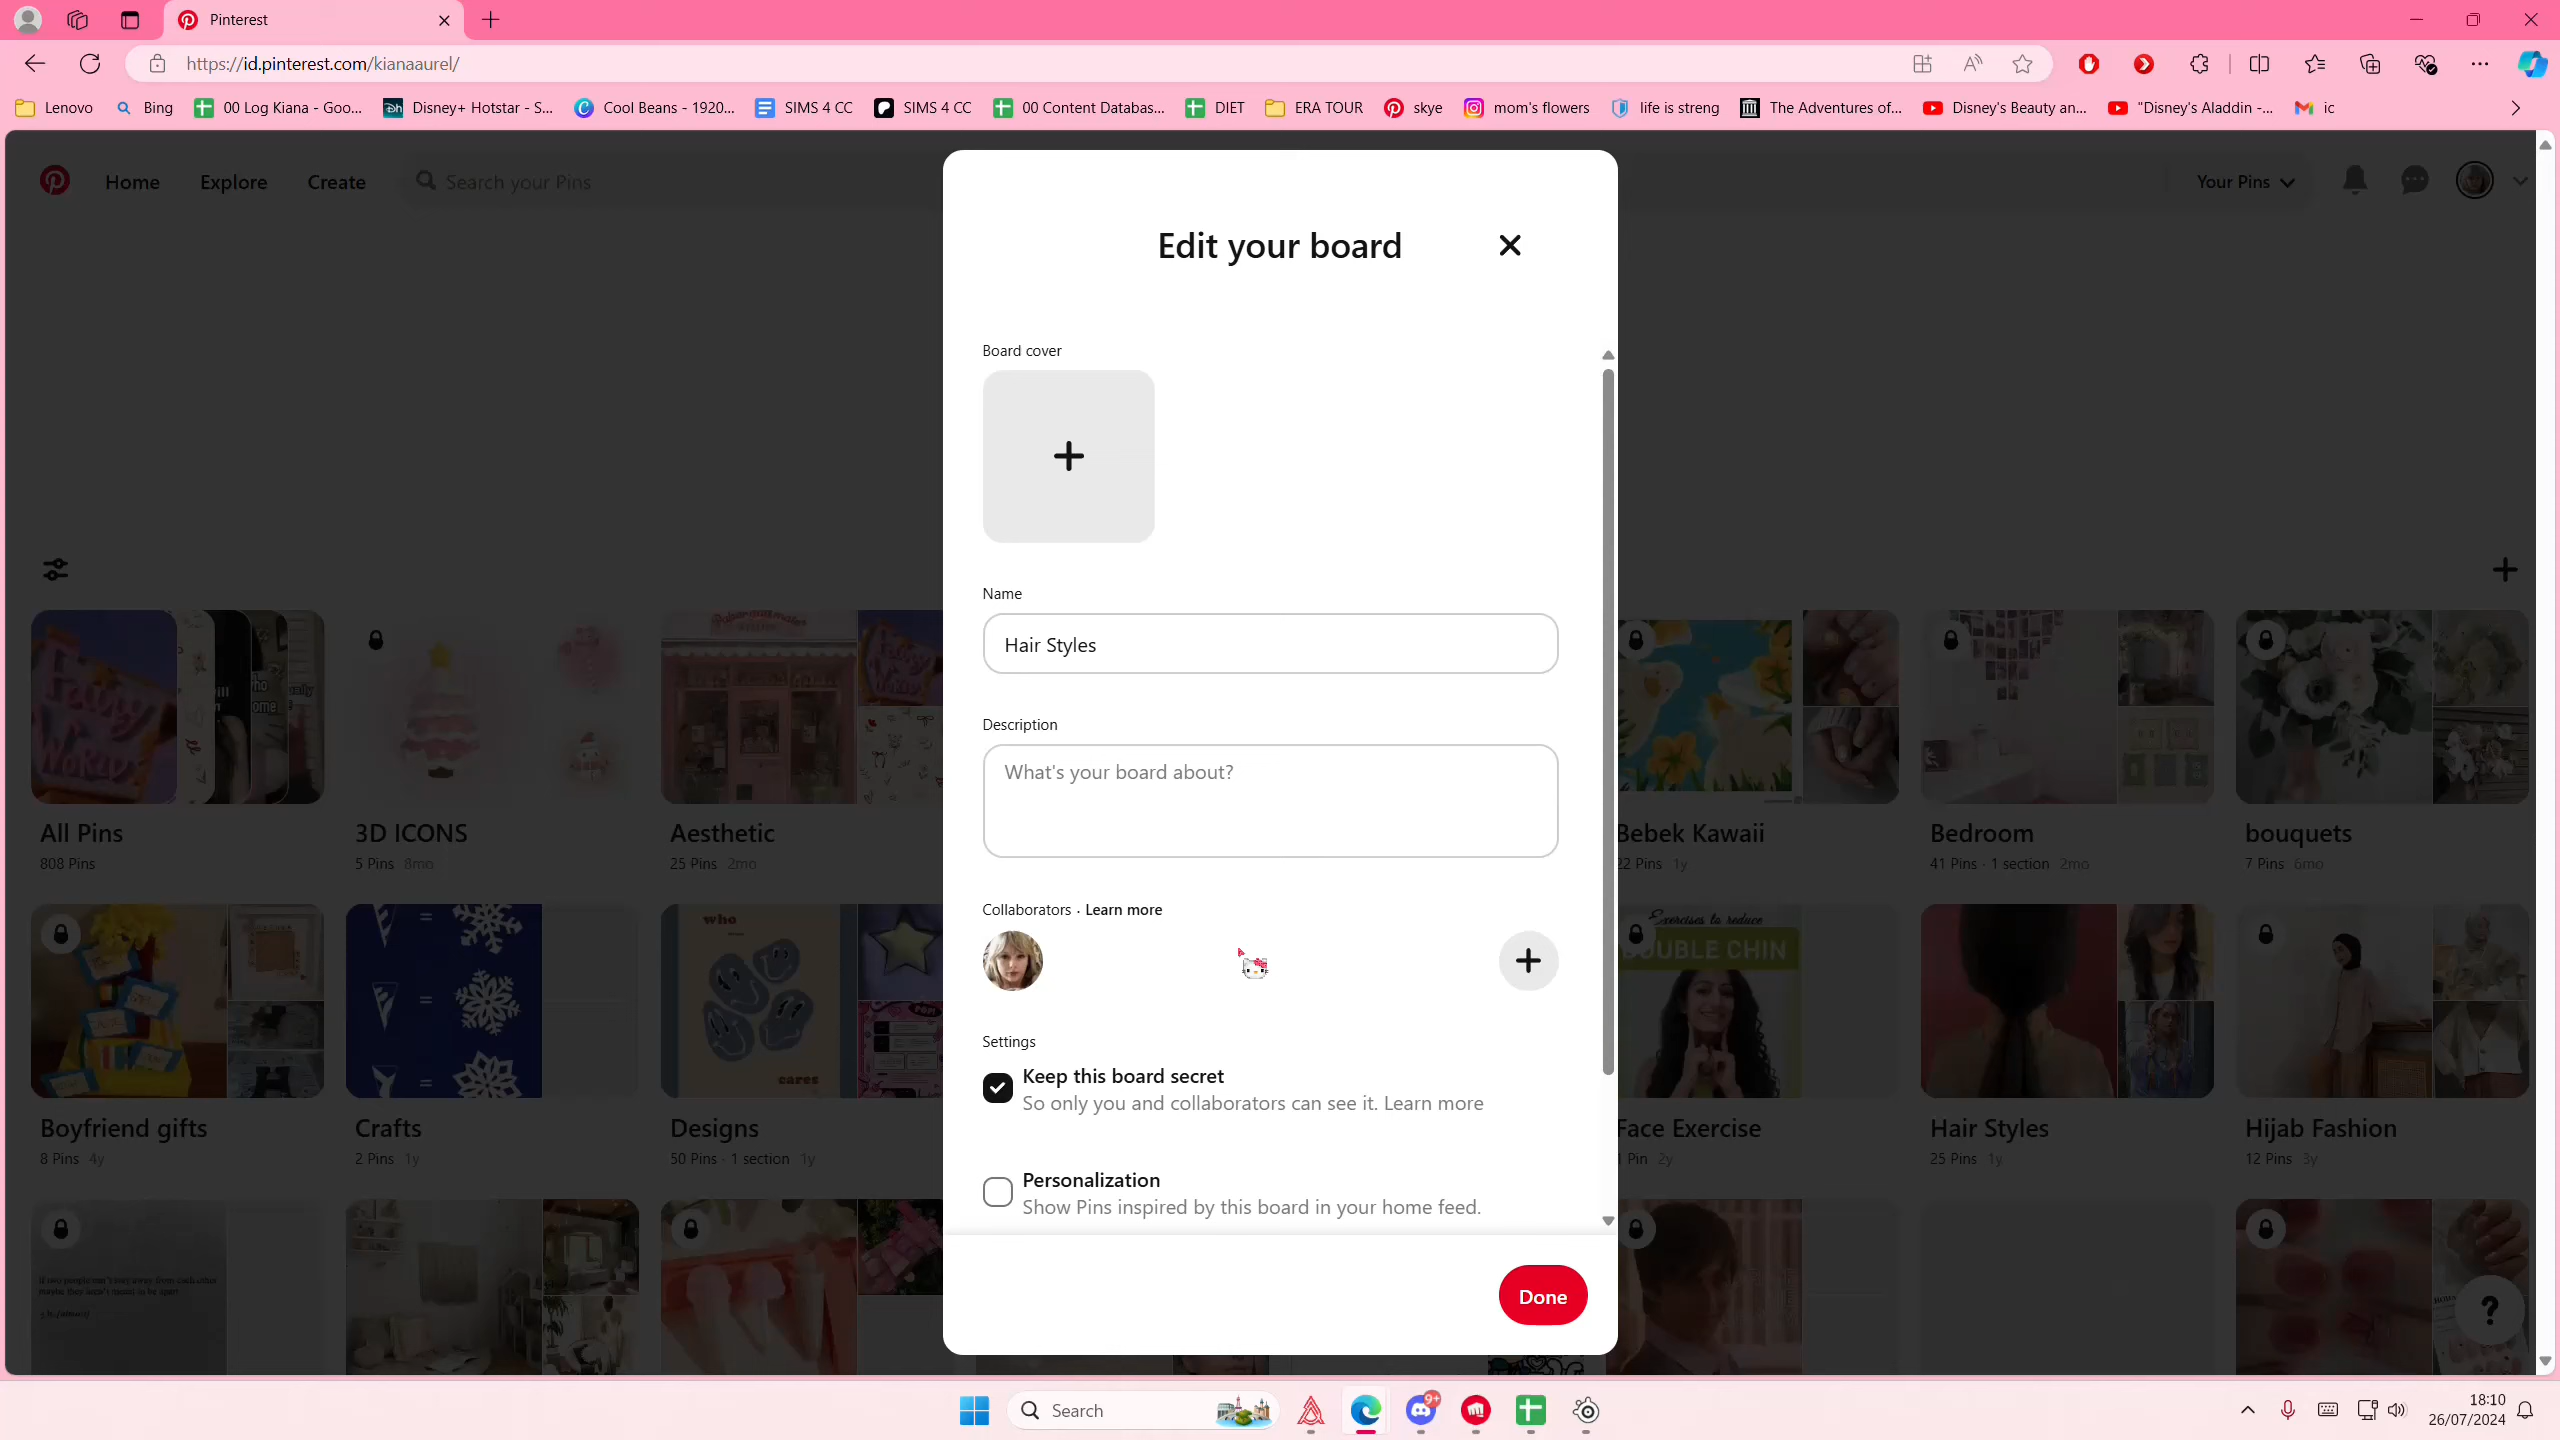 Pinterest
https://id.pinterest.com/kianaaurel/
Lenovo
Bing
00 Log Kiana - Goo...
Disney+ Hotstar - S...
Cool Beans - 1920...
SIMS 4 CC
SIMS 4 CC
00 Content Databas...
DIET
ERA TOUR
skye
mom's flowers
life is streng
The Adventures of...
Disney's Beauty an...
"Disney's Aladdin -...
ic
Home
Explore
Create
Search your Pins
Your Pins
Edit your board
Board cover
Name
Hair Styles
Description
What's your board about?
Collaborators · Learn more
Settings
Keep this board secret
So only you and collaborators can see it. Learn more
Personalization
Show Pins inspired by this board in your home feed.
Done
All Pins
808 Pins
3D ICONS
5 Pins 8mo
Aesthetic
25 Pins 2mo
Bebek Kawaii
22 Pins 1y
Bedroom
41 Pins · 1 section 2mo
bouquets
7 Pins 6mo
who
cares
Exercises to reduce
DOUBLE CHIN
Boyfriend gifts
8 Pins 4y
Crafts
2 Pins 1y
Designs
50 Pins · 1 section 1y
Face Exercise
1 Pin 2y
Hair Styles
25 Pins 1y
Hijab Fashion
12 Pins 3y
?
Search
9+
18:10
26/07/2024